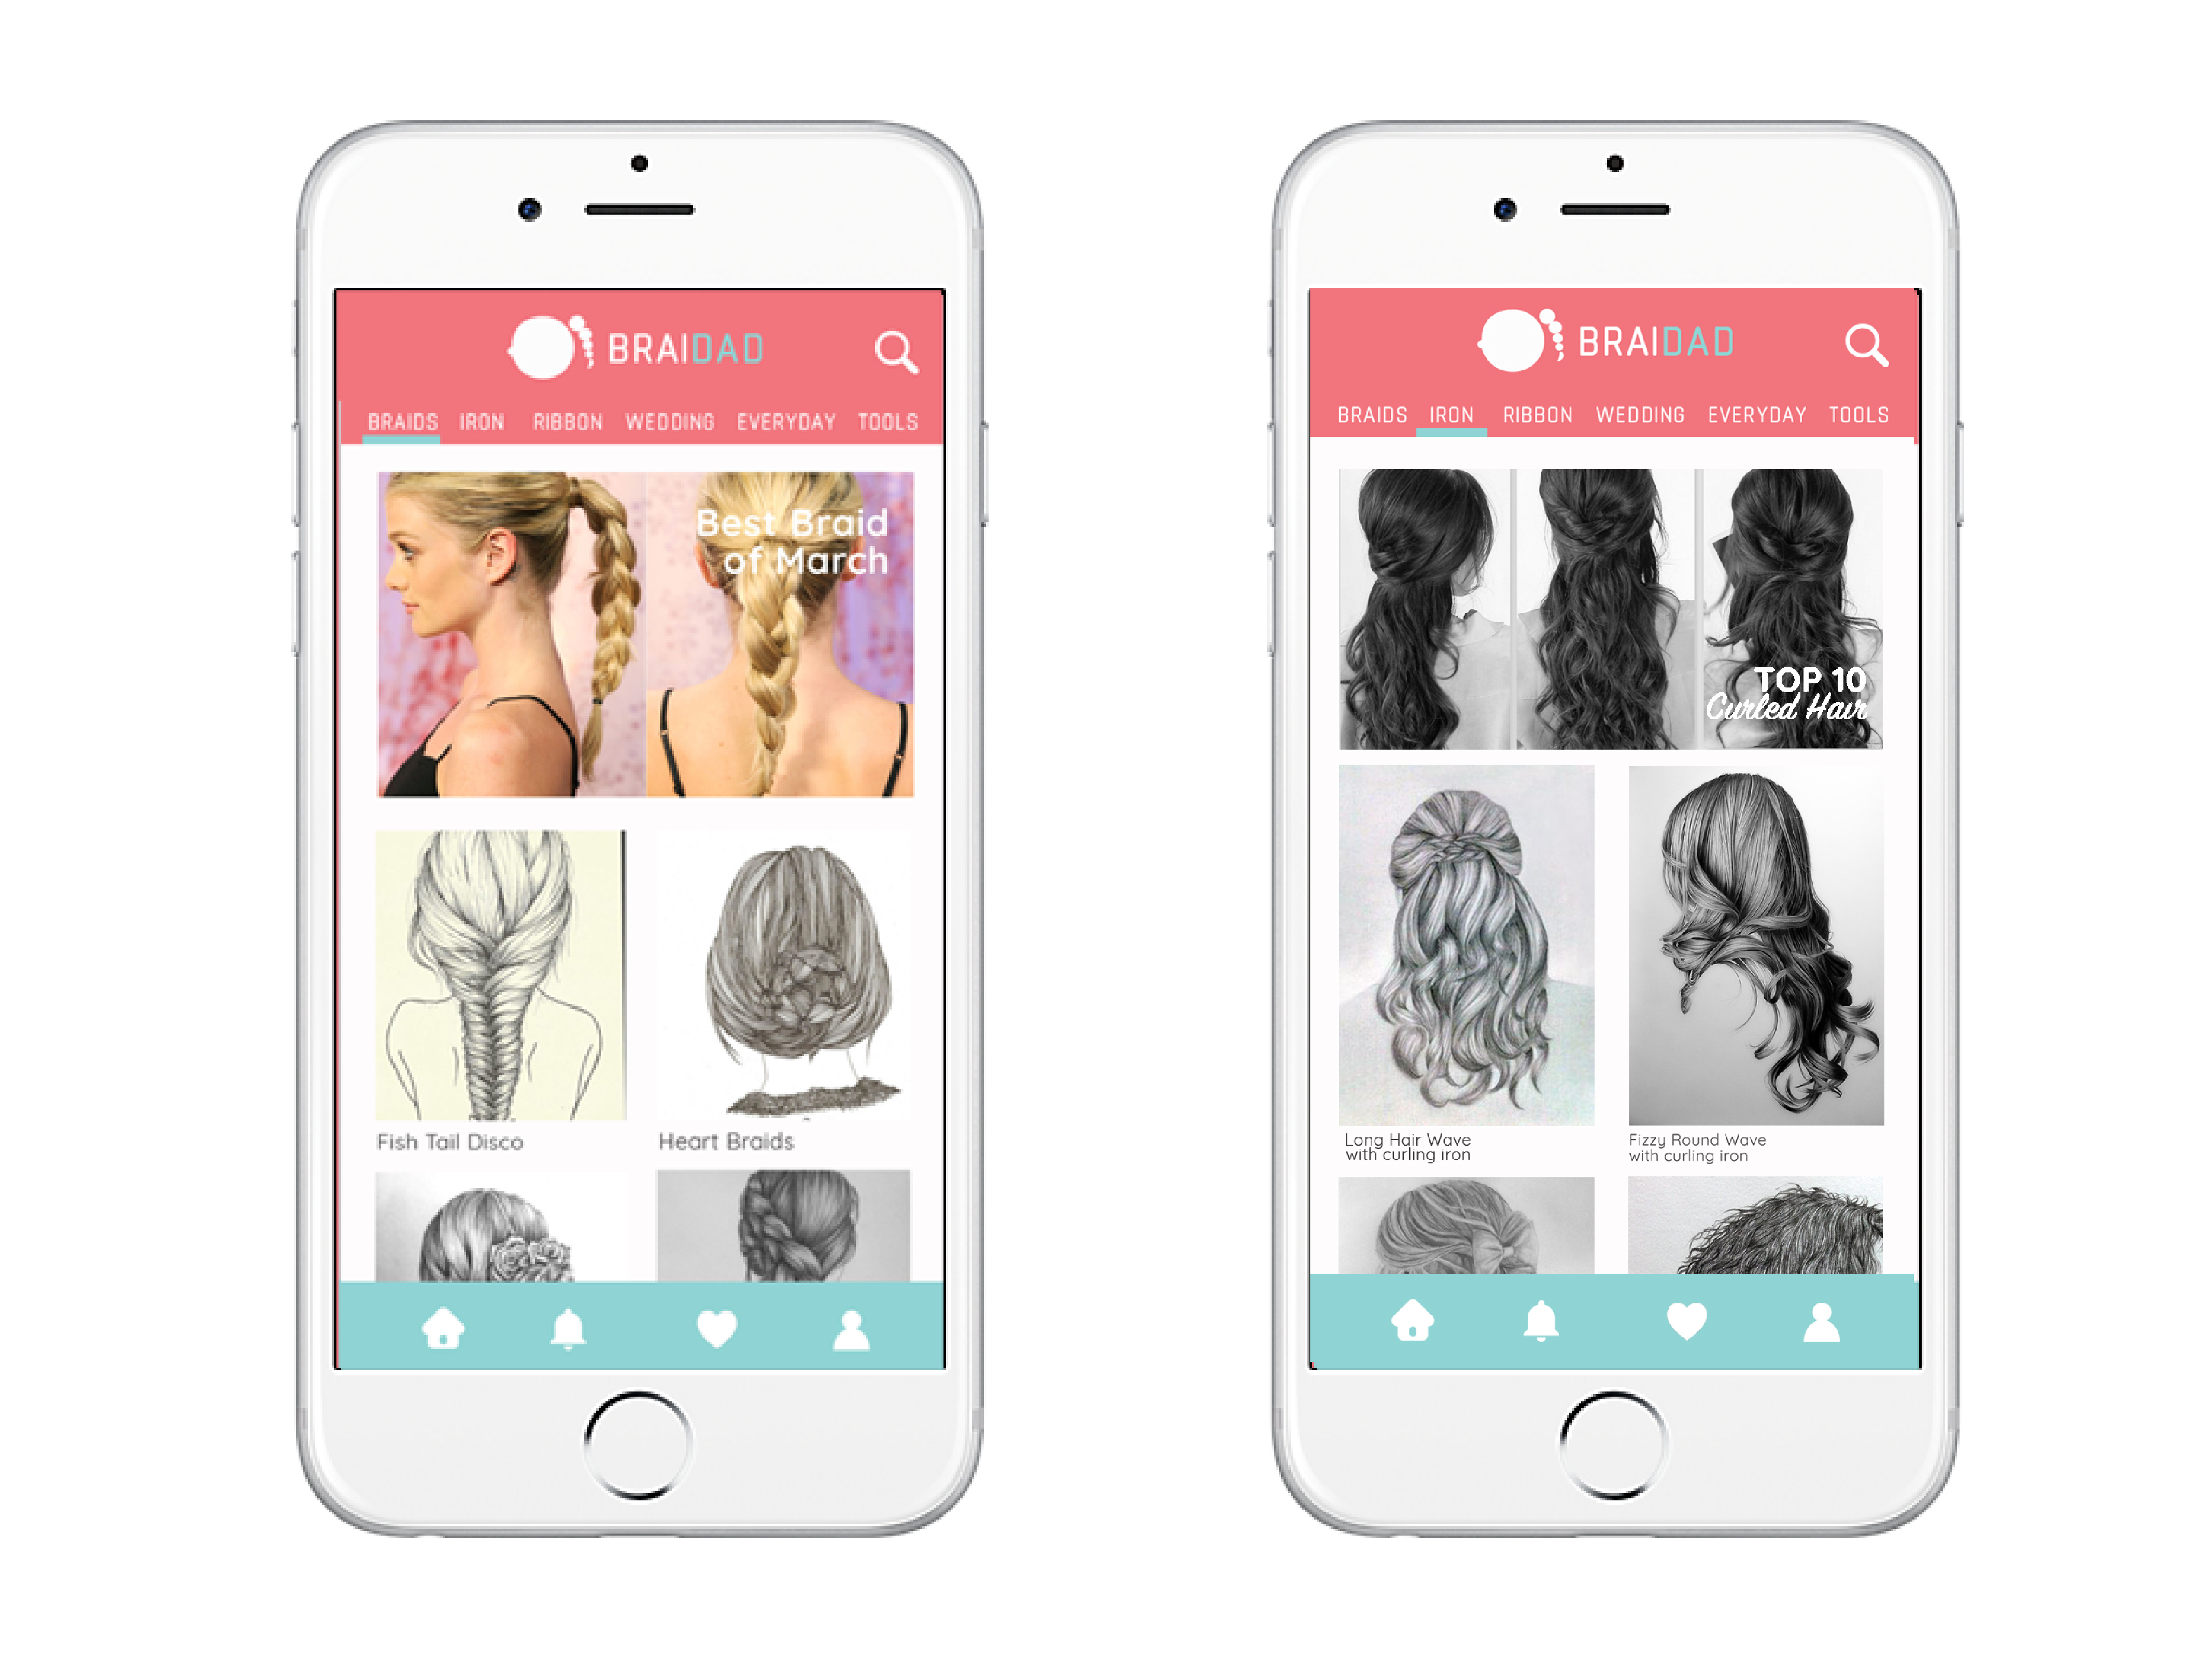 BRAIDAD
BRAIDS IRON RIBBON WEDDING EVERYDAY TOOLS
Best Braid
of March
Fish Tail Disco
Heart Braids
BRAIDAD
BRAIDS IRON RIBBON WEDDING EVERYDAY TOOLS
TOP 10
Curled Hair
Long Hair Wave
with curling iron
Fizzy Round Wave
with curling iron